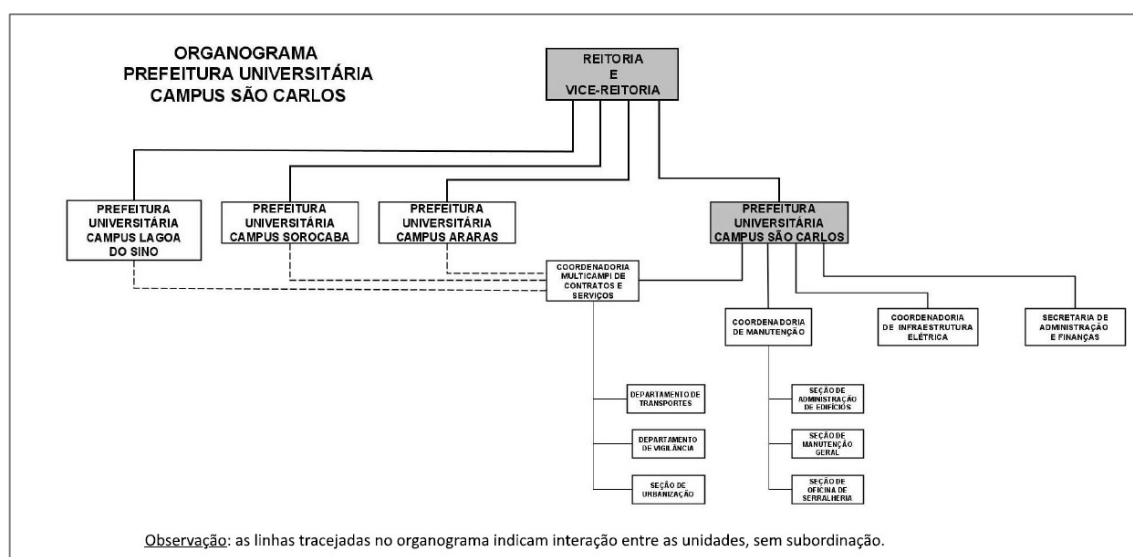 ORGANOGRAMA
PREFEITURA UNIVERSITÁRIA
CAMPUS SÃO CARLOS
REITORIA
E
VICE-REITORIA
PREFEITURA
UNIVERSITÁRIA
CAMPUS LAGOA
DO SINO
PREFEITURA
UNIVERSITÁRIA
CAMPUS SOROCABA
PREFEITURA
UNIVERSITÁRIA
CAMPUS ARARAS
PREFEITURA
UNIVERSITÁRIA
CAMPUS SÃO CARLOS
COORDENADORIA
MULTICAMPI DE
CONTRATOS E
SERVIÇOS
COORDENADORIA
DE MANUTENÇÃO
COORDENADORIA
DE INFRAESTRUTURA
ELÉTRICA
SECRETARIA DE
ADMINISTRAÇÃO
E FINANÇAS
DEPARTAMENTO DE
TRANSPORTES
DEPARTAMENTO
DE VIGILÂNCIA
SEÇÃO DE
URBANIZAÇÃO
SEÇÃO DE
ADMINISTRAÇÃO
DE EDIFÍCIOS
SEÇÃO DE
MANUTENÇÃO
GERAL
SEÇÃO DE
OFICINA DE
SERRALHERIA
Observação: as linhas tracejadas no organograma indicam interação entre as unidades, sem subordinação.